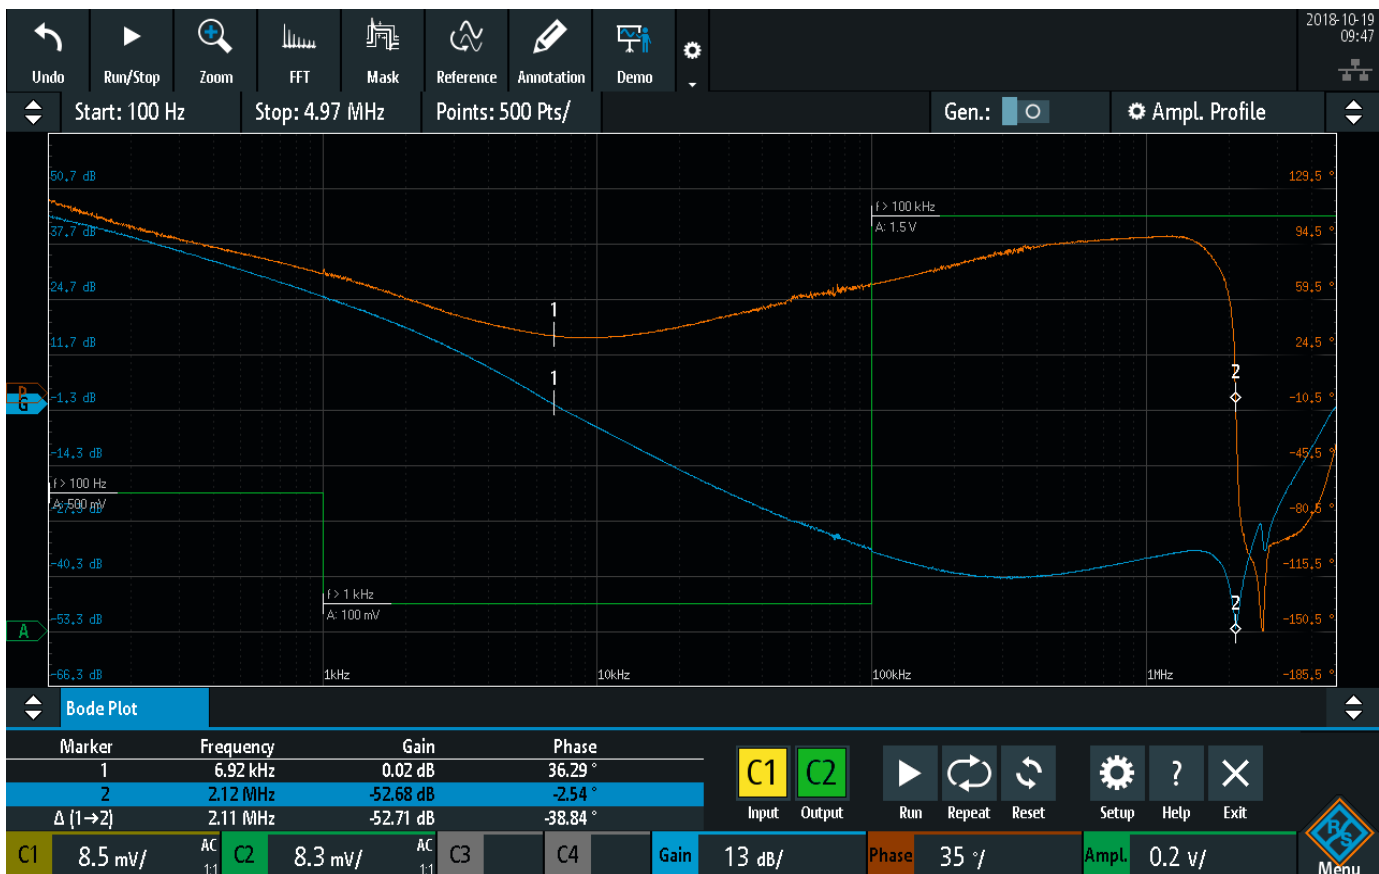 2018-10-19
09:47
Undo Run/Stop Zoom FFT Mask Reference Annotation Demo
Start: 100 Hz Stop: 4.97 MHz Points: 500 Pts/ Gen.: Ampl. Profile
50.7 dB 129.5 °
f> 100 kHz
A: 1.5 V
37.7 dB 94.5 °
24.7 dB 59.5 °
1
11.7 dB 24.5 °
1 2
P
G -1.3 dB -10.5 °
-14.3 dB -45.5 °
f> 100 Hz
A: 500 mV
-27.3 dB -80.5 °
-40.3 dB -115.5 °
f> 1 kHz
A: 100 mV
2
A -53.3 dB -150.5 °
-66.3 dB 1kHz 10kHz 100kHz 1MHz -185.5 °
Bode Plot
Marker Frequency Gain Phase
1 6.92 kHz 0.02 dB 36.29 °
2 2.12 MHz -52.68 dB -2.54 °
Δ (1→2) 2.11 MHz -52.71 dB -38.84 °
C1 C2
Input Output Run Repeat Reset Setup ? Help Exit
C1 8.5 mV/ AC 1:1 C2 8.3 mV/ AC 1:1 C3 C4 Gain 13 dB/ Phase 35 °/ Ampl. 0.2 V/ R&S Menu